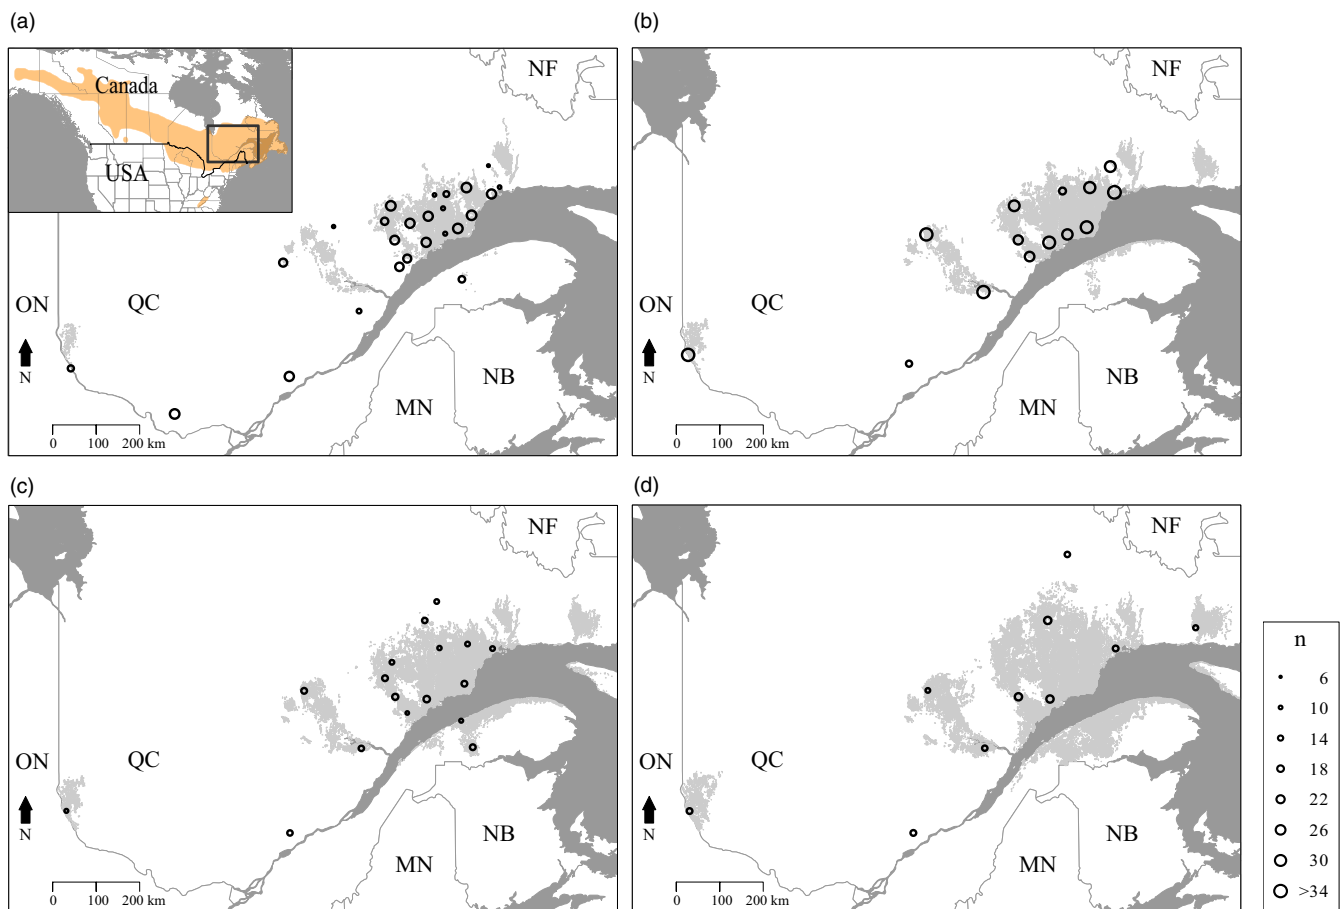 (a)
Canada
USA
NF
ON
QC
N
MN
NB
0 100 200 km
(b)
NF
ON
QC
N
MN
NB
0 100 200 km
(c)
NF
ON
QC
N
MN
NB
0 100 200 km
(d)
NF
ON
QC
N
MN
NB
0 100 200 km
n
6
10
14
18
22
26
30
>34